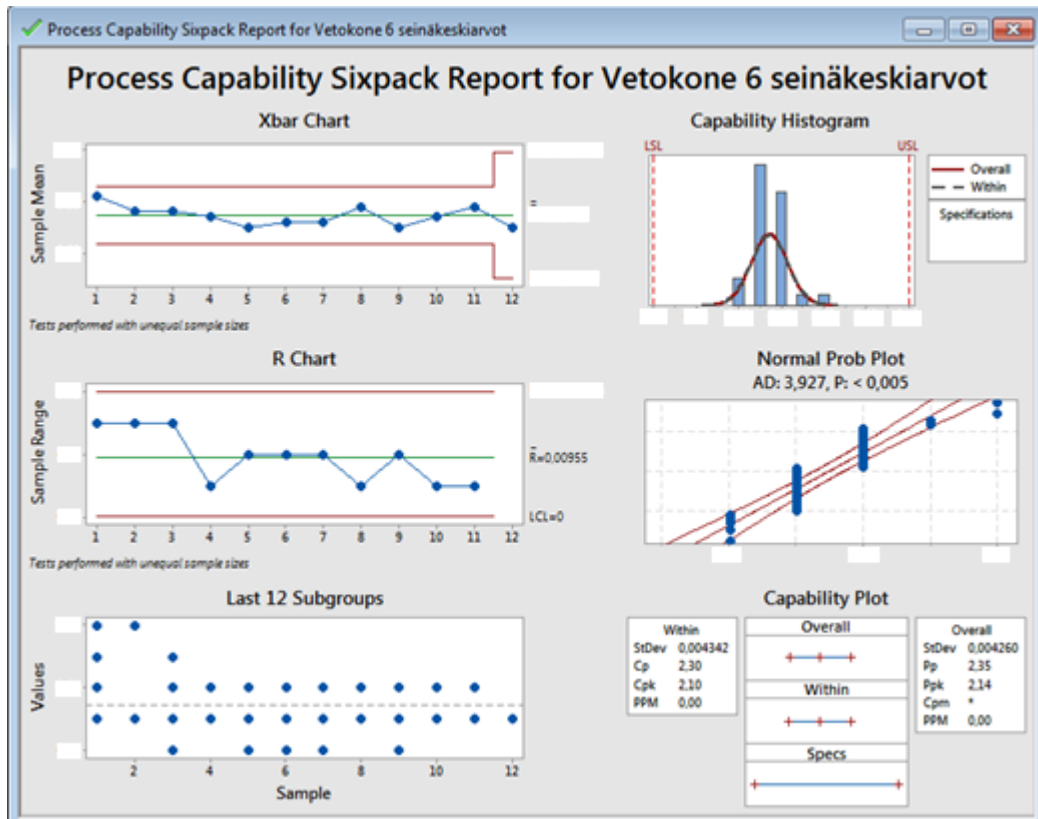 Process Capability Sixpack Report for Vetokone 6 seinäkeskiarvot
Process Capability Sixpack Report for Vetokone 6 seinäkeskiarvot
Xbar Chart
Sample Mean
=
1 2 3 4 5 6 7 8 9 10 11 12
Tests performed with unequal sample sizes
Capability Histogram
LSL
USL
Overall
Within
Specifications
R Chart
Sample Range
R=0,00955
LCL=0
1 2 3 4 5 6 7 8 9 10 11 12
Tests performed with unequal sample sizes
Normal Prob Plot
AD: 3,927, P: < 0,005
Last 12 Subgroups
Values
2 4 6 8 10 12
Sample
Capability Plot
Within
StDev 0,004342
Cp 2,30
Cpk 2,10
PPM 0,00
Overall
Within
Specs
Overall
StDev 0,004260
Pp 2,35
Ppk 2,14
Cpm *
PPM 0,00